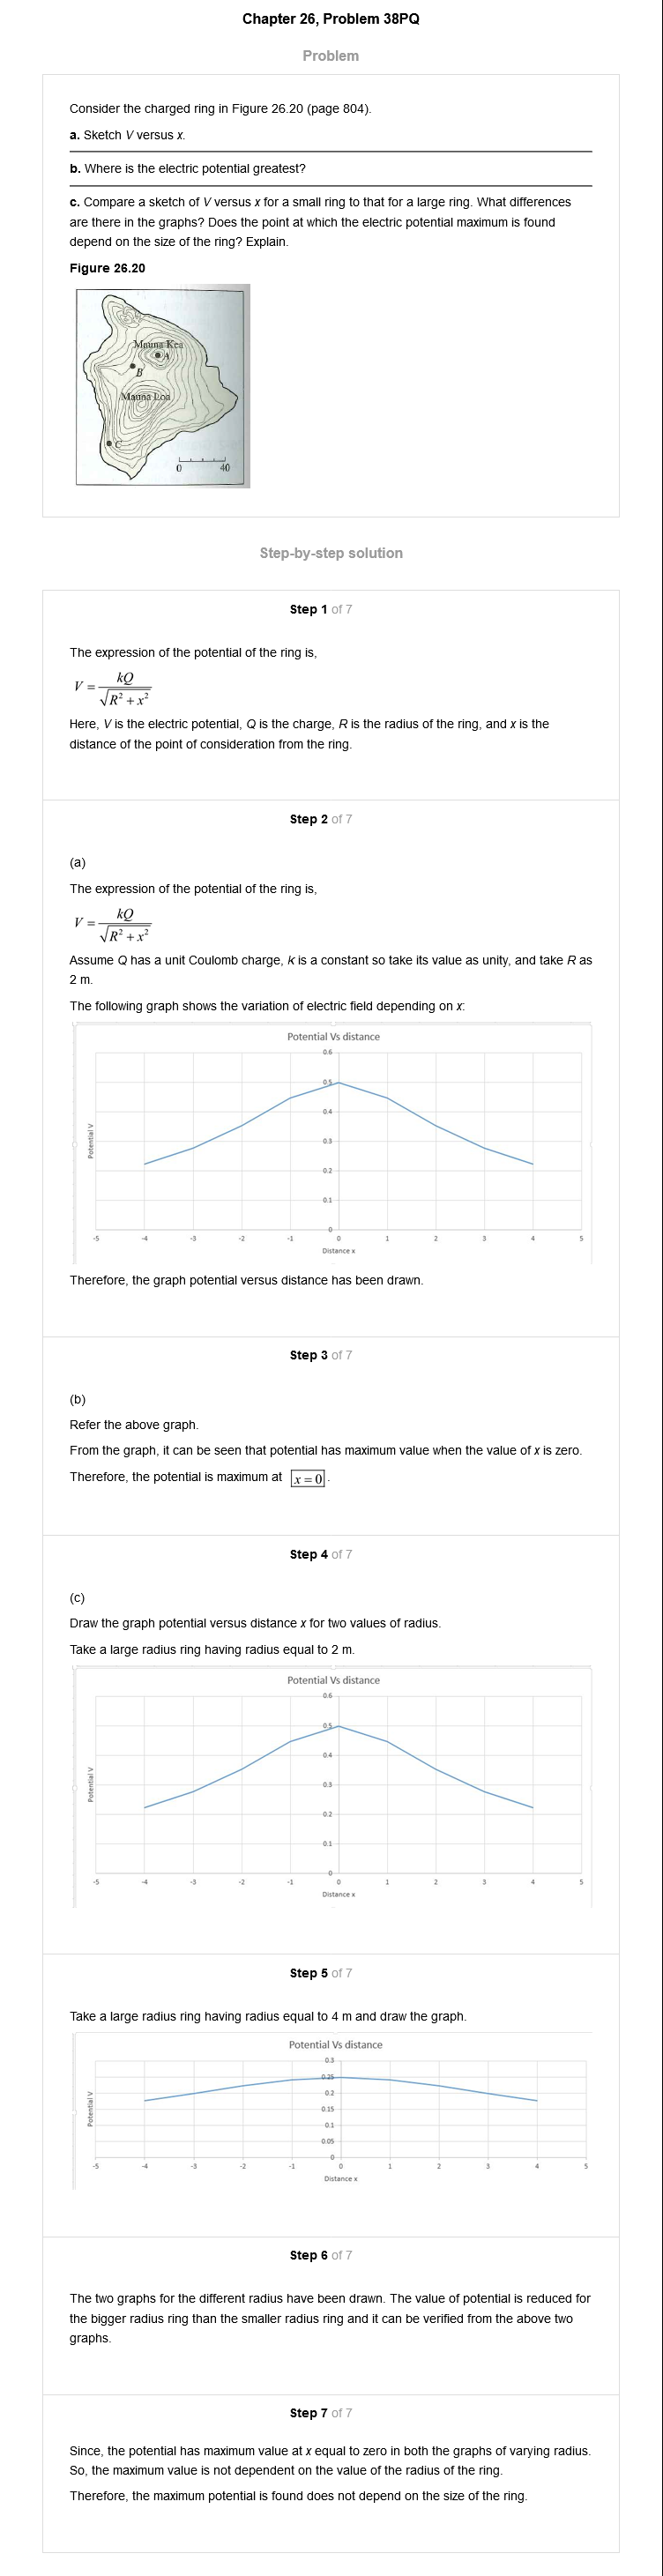 Chapter 26, Problem 38PQ
Problem
Consider the charged ring in Figure 26.20 (page 804).
a. Sketch V versus x.
b. Where is the electric potential greatest?
c. Compare a sketch of V versus x for a small ring to that for a large ring. What differences
are there in the graphs? Does the point at which the electric potential maximum is found
depend on the size of the ring? Explain.
Figure 26.20
Mauna Kea
A
B
Mauna Loa
C
0 40
Step-by-step solution
Step 1 of 7
The expression of the potential of the ring is,
V = kQ / √(R² + x²)
Here, V is the electric potential, Q is the charge, R is the radius of the ring, and x is the
distance of the point of consideration from the ring.
Step 2 of 7
(a)
The expression of the potential of the ring is,
V = kQ / √(R² + x²)
Assume Q has a unit Coulomb charge, k is a constant so take its value as unity, and take R as
2 m.
The following graph shows the variation of electric field depending on x:
Potential Vs distance
0.6
0.5
0.4
0.3
0.2
0.1
0
Potential V
-5 -4 -3 -2 -1 0 1 2 3 4 5
Distance x
Therefore, the graph potential versus distance has been drawn.
Step 3 of 7
(b)
Refer the above graph.
From the graph, it can be seen that potential has maximum value when the value of x is zero.
Therefore, the potential is maximum at x = 0.
Step 4 of 7
(c)
Draw the graph potential versus distance x for two values of radius.
Take a large radius ring having radius equal to 2 m.
Potential Vs distance
0.6
0.5
0.4
0.3
0.2
0.1
0
Potential V
-5 -4 -3 -2 -1 0 1 2 3 4 5
Distance x
Step 5 of 7
Take a large radius ring having radius equal to 4 m and draw the graph.
Potential Vs distance
0.3
0.25
0.2
0.15
0.1
0.05
0
Potential V
-5 -4 -3 -2 -1 0 1 2 3 4 5
Distance x
Step 6 of 7
The two graphs for the different radius have been drawn. The value of potential is reduced for
the bigger radius ring than the smaller radius ring and it can be verified from the above two
graphs.
Step 7 of 7
Since, the potential has maximum value at x equal to zero in both the graphs of varying radius.
So, the maximum value is not dependent on the value of the radius of the ring.
Therefore, the maximum potential is found does not depend on the size of the ring.